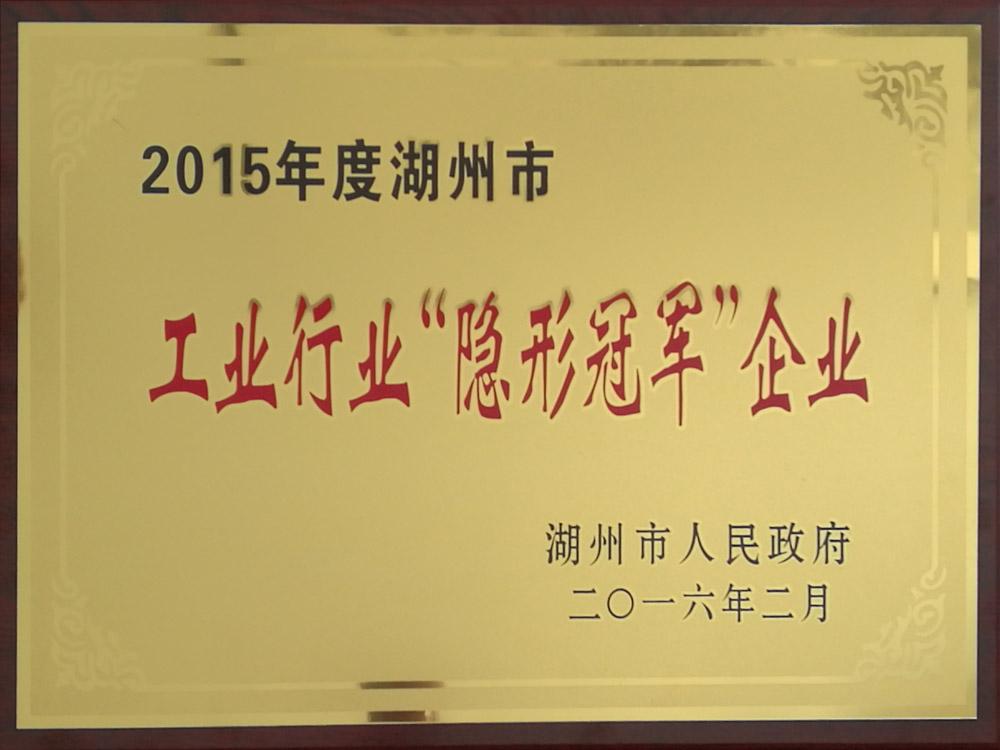 2015年度湖州市
工业行业“隐形冠军”企业
湖州市人民政府
二〇一六年二月